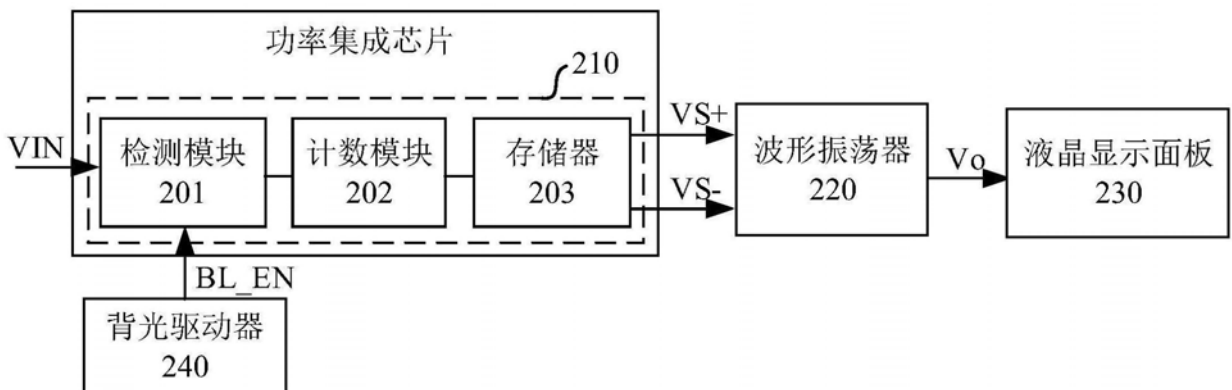 功率集成芯片
210
VIN
检测模块
201
计数模块
202
存储器
203
VS+
VS-
波形振荡器
220
Vo
液晶显示面板
230
BL_EN
背光驱动器
240